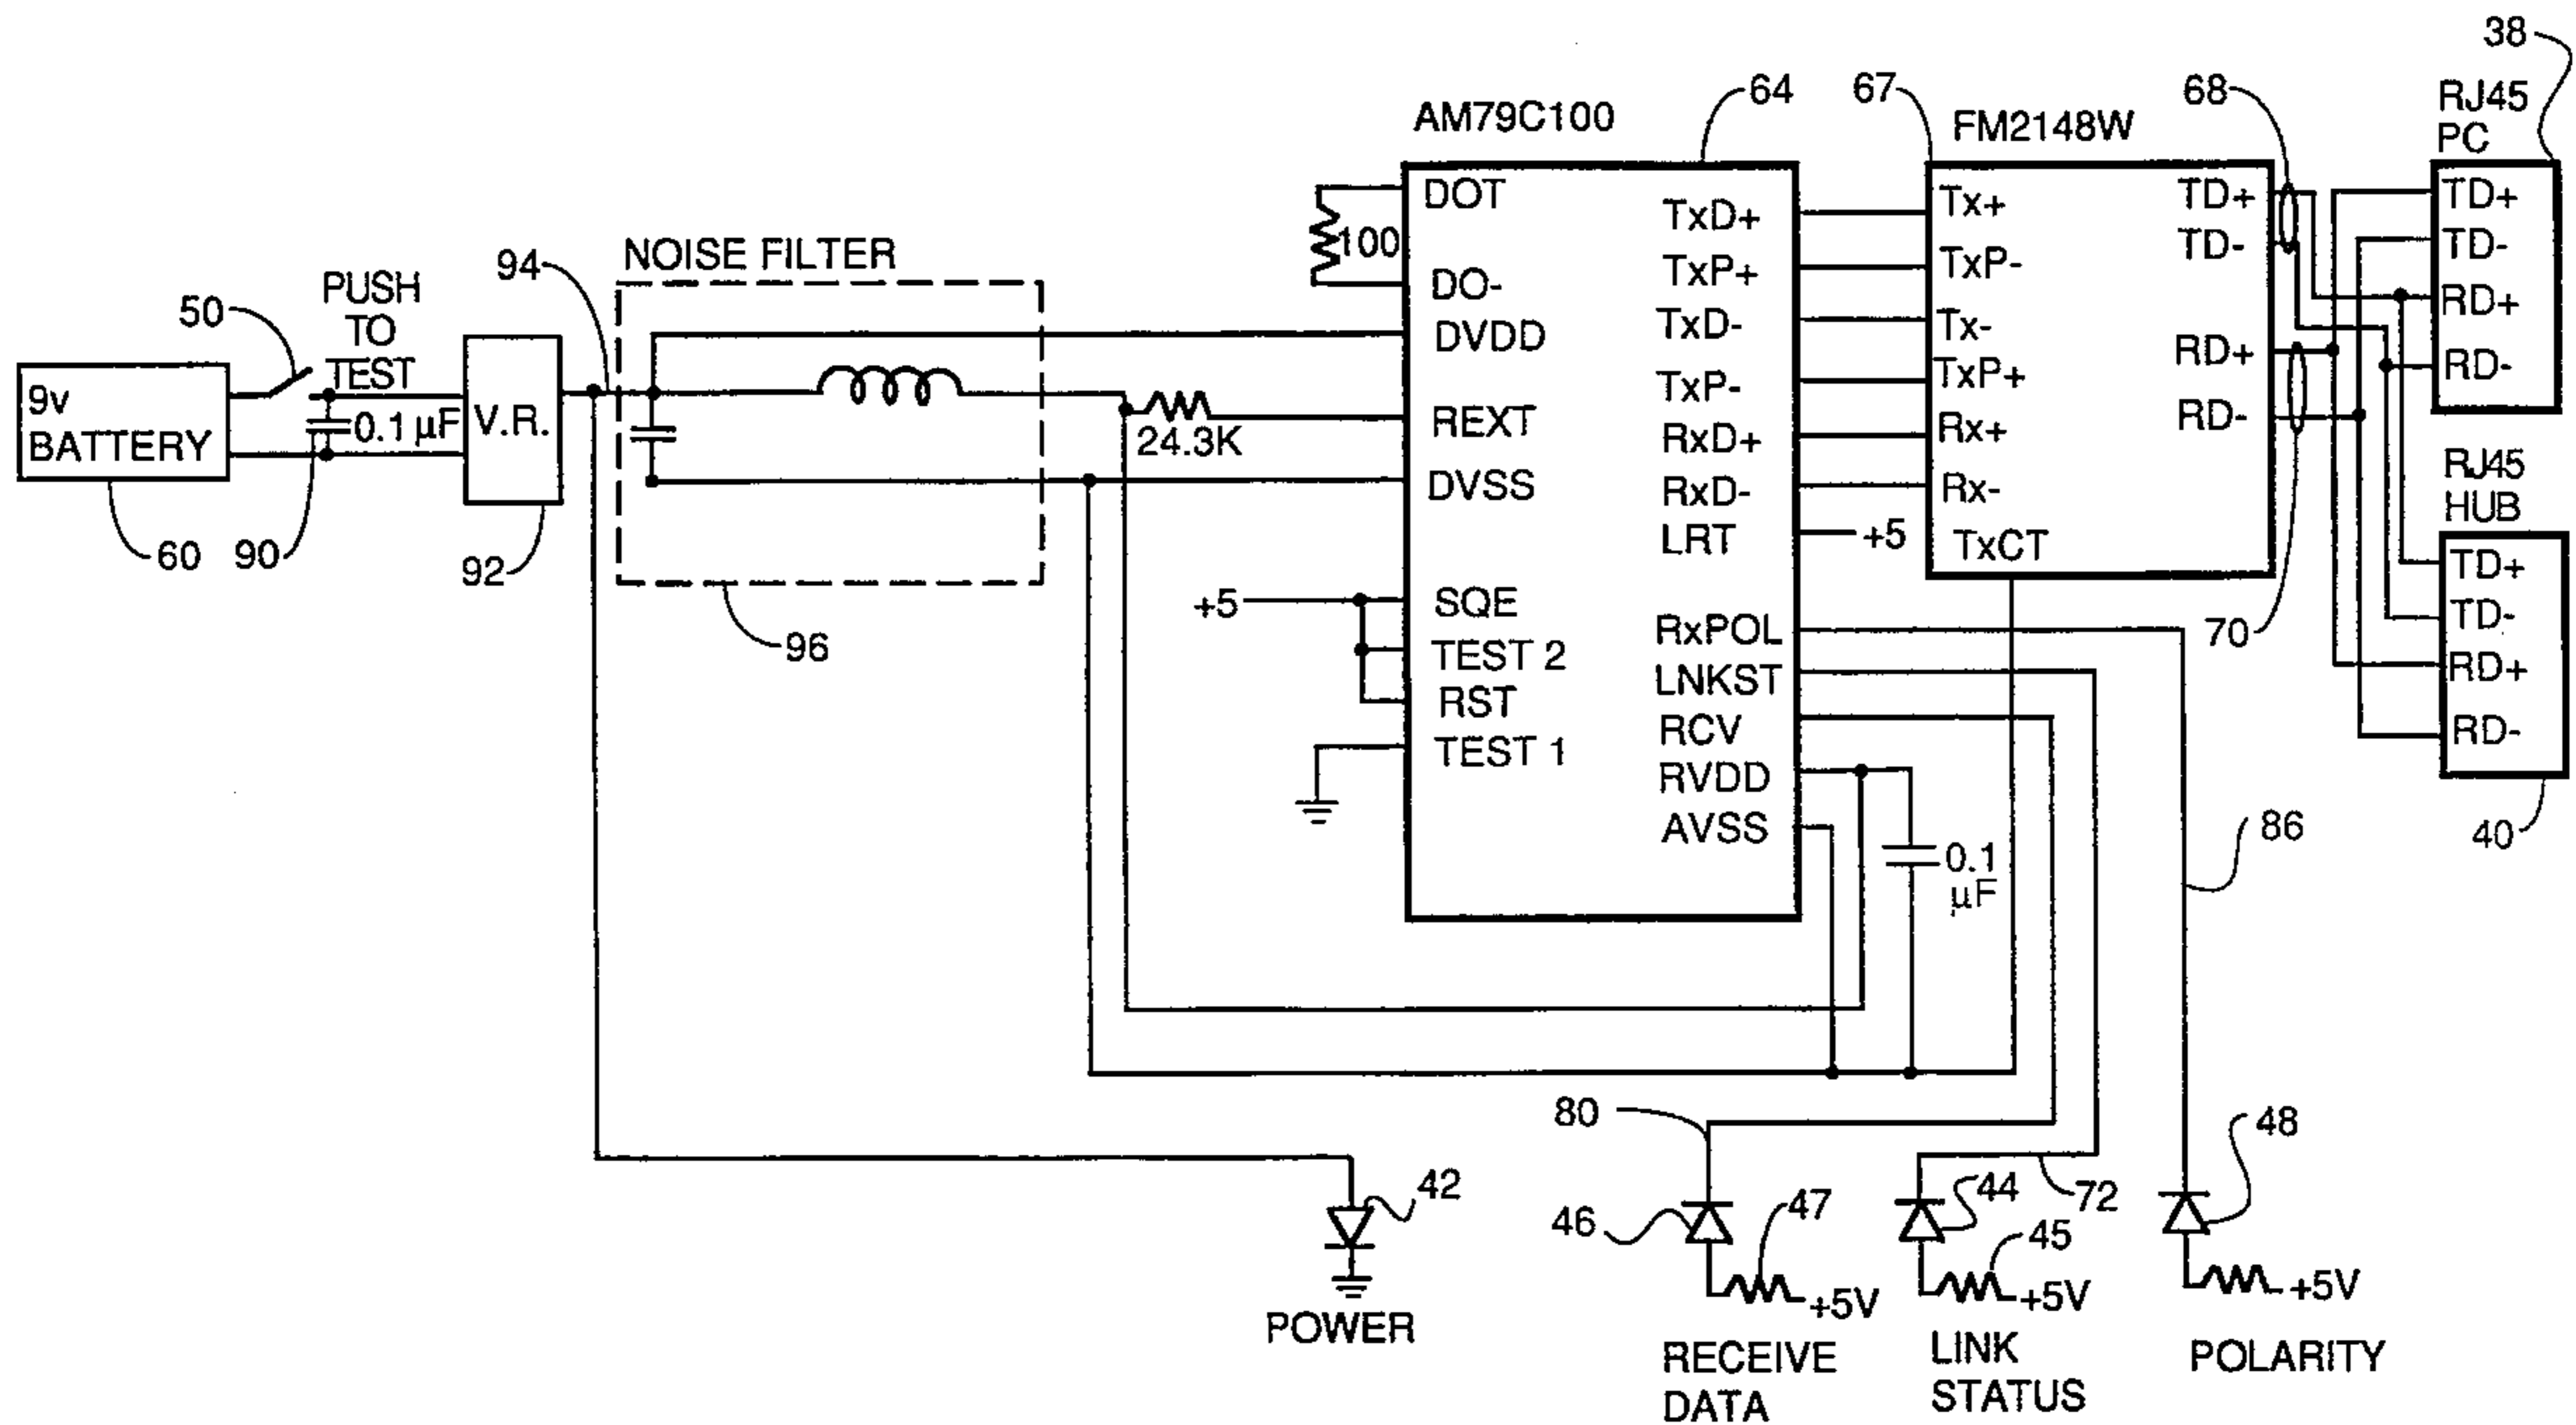 38
RJ45
PC
64
67
68
AM79C100
FM2148W
DOT
100
DO-
DVDD
REXT
DVSS
SQE
TEST 2
RST
TEST 1
TxD+
TxP+
TxD-
TxP-
RxD+
RxD-
LRT
+5
RxPOL
LNKST
RCV
RVDD
AVSS
Tx+
TxP-
Tx-
TxP+
Rx+
Rx-
TxCT
TD+
TD-
RD+
RD-
TD+
TD-
RD+
RD-
RJ45
HUB
TD+
TD-
RD+
RD-
40
70
86
94
NOISE FILTER
50
PUSH
TO
TEST
9v
BATTERY
0.1 µF
V.R.
24.3K
60
90
92
96
+5
0.1
µF
80
48
42
46
47
44
45
72
+5V
+5V
+5V
POWER
RECEIVE
DATA
LINK
STATUS
POLARITY